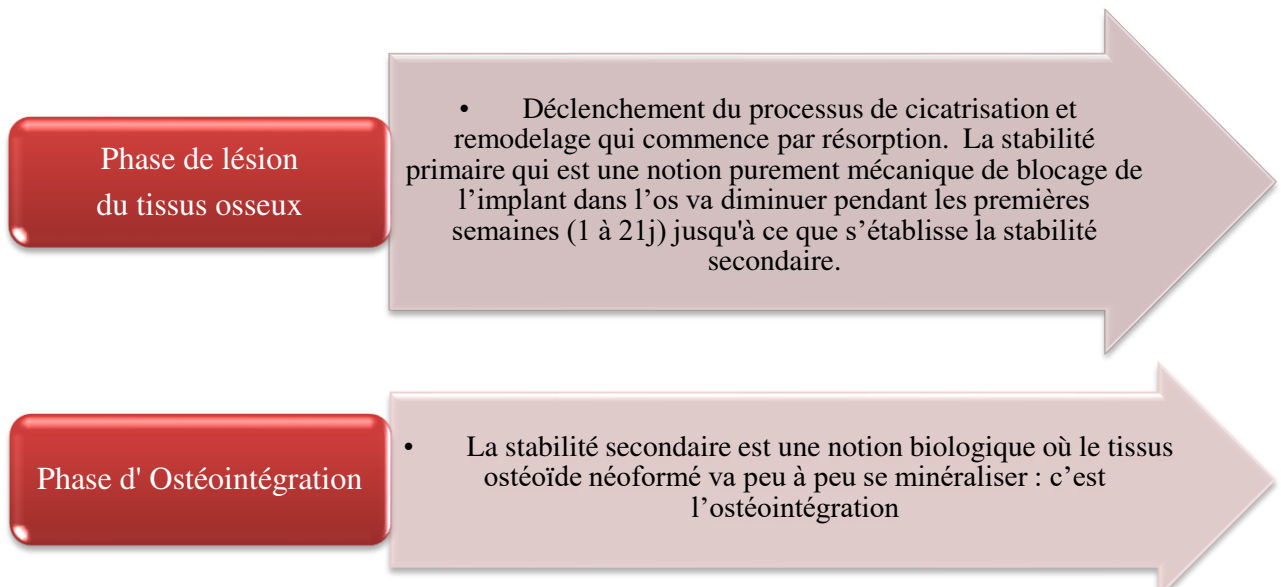 Phase de lésion
du tissus osseux
• Déclenchement du processus de cicatrisation et
remodelage qui commence par résorption. La stabilité
primaire qui est une notion purement mécanique de blocage de
l’implant dans l’os va diminuer pendant les premières
semaines (1 à 21j) jusqu'à ce que s’établisse la stabilité
secondaire.
Phase d' Ostéointégration
• La stabilité secondaire est une notion biologique où le tissus
ostéoïde néoformé va peu à peu se minéraliser : c’est
l’ostéointégration